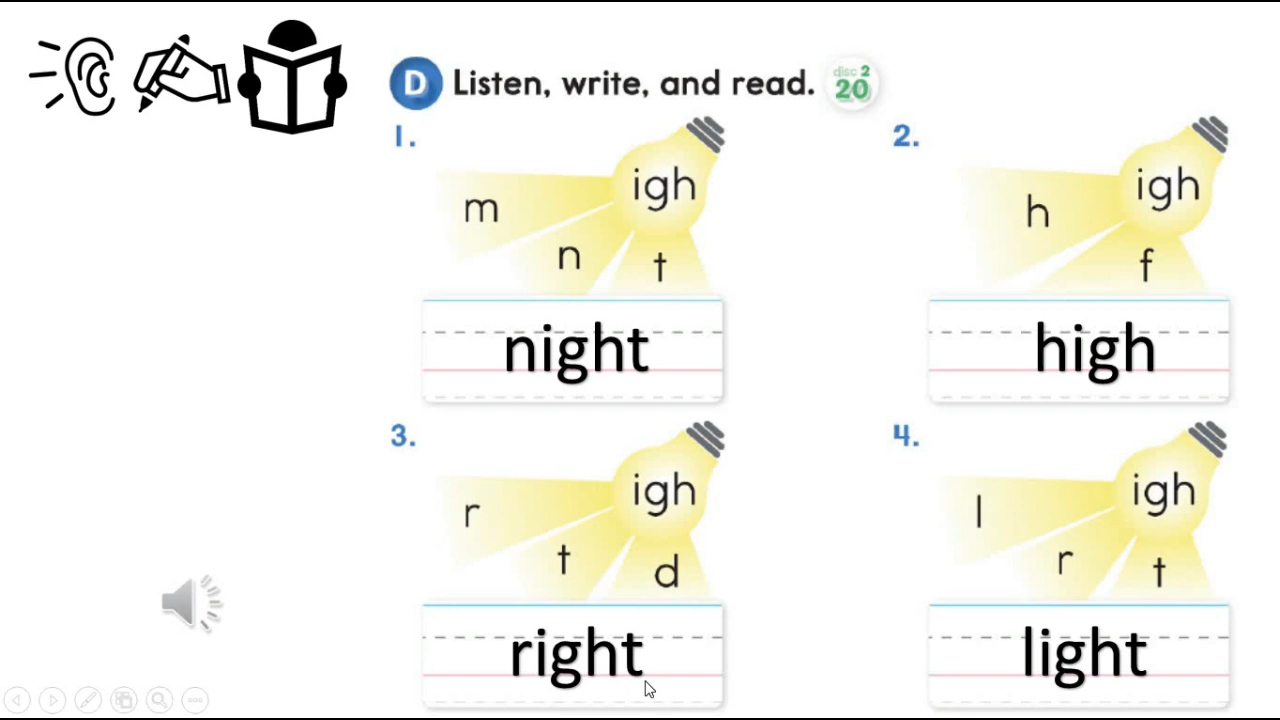 D Listen, write, and read. disc 2 20
1.
igh
m
n
t
night
2.
igh
h
f
high
3.
igh
r
t
d
right
4.
igh
l
r
t
light